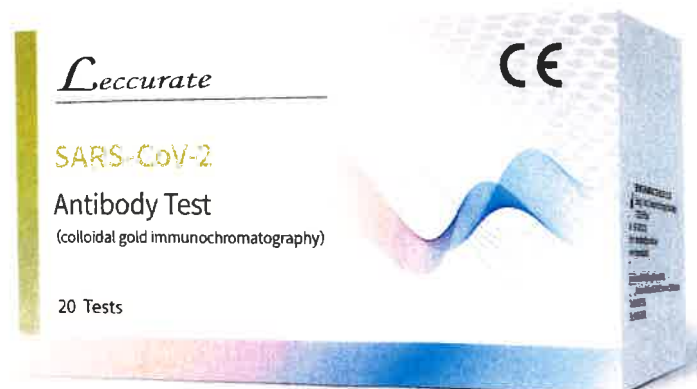 Leccurate
CE
SARS-CoV-2
Antibody Test
(colloidal gold immunochromatography)
20 Tests